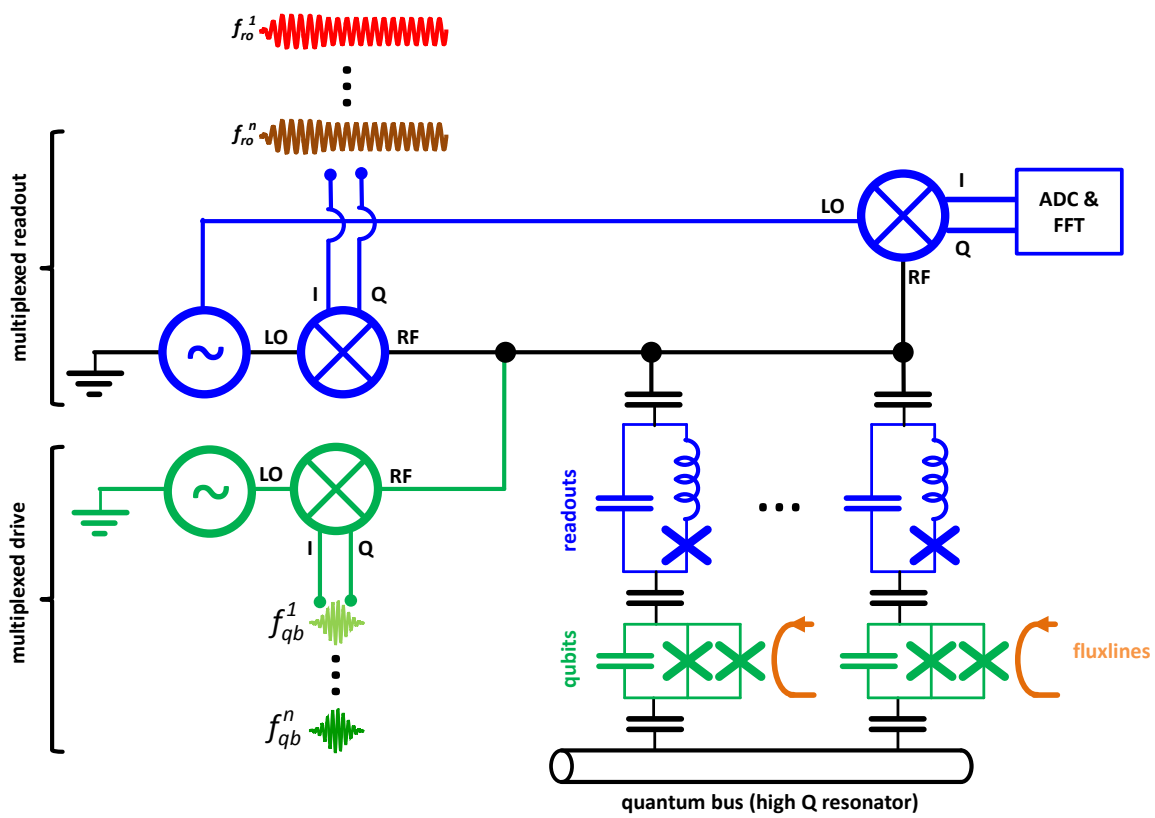 f_ro^1
f_ro^n
multiplexed readout
I
LO
ADC &
FFT
Q
RF
I
Q
LO
RF
~
multiplexed drive
LO
RF
~
I
Q
f_qb^1
f_qb^n
readouts
qubits
fluxlines
quantum bus (high Q resonator)